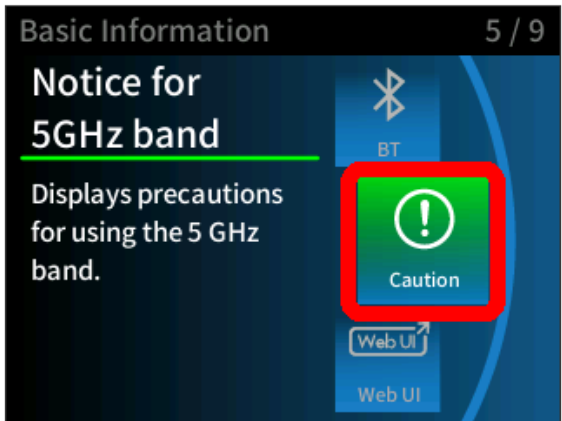 Basic Information 5 / 9
Notice for
5GHz band
Displays precautions
for using the 5 GHz
band.
BT
Caution
Web UI
Web UI